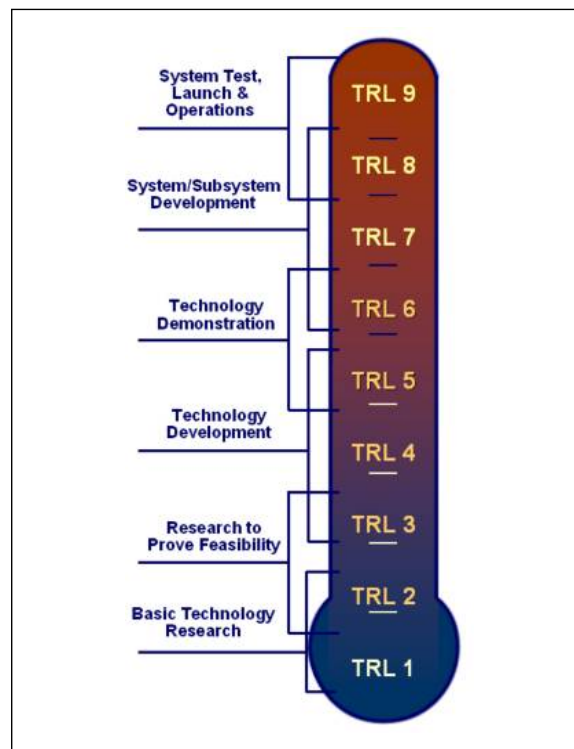 System Test,
Launch &
Operations
System/Subsystem
Development
Technology
Demonstration
Technology
Development
Research to
Prove Feasibility
Basic Technology
Research
TRL 9
TRL 8
TRL 7
TRL 6
TRL 5
TRL 4
TRL 3
TRL 2
TRL 1